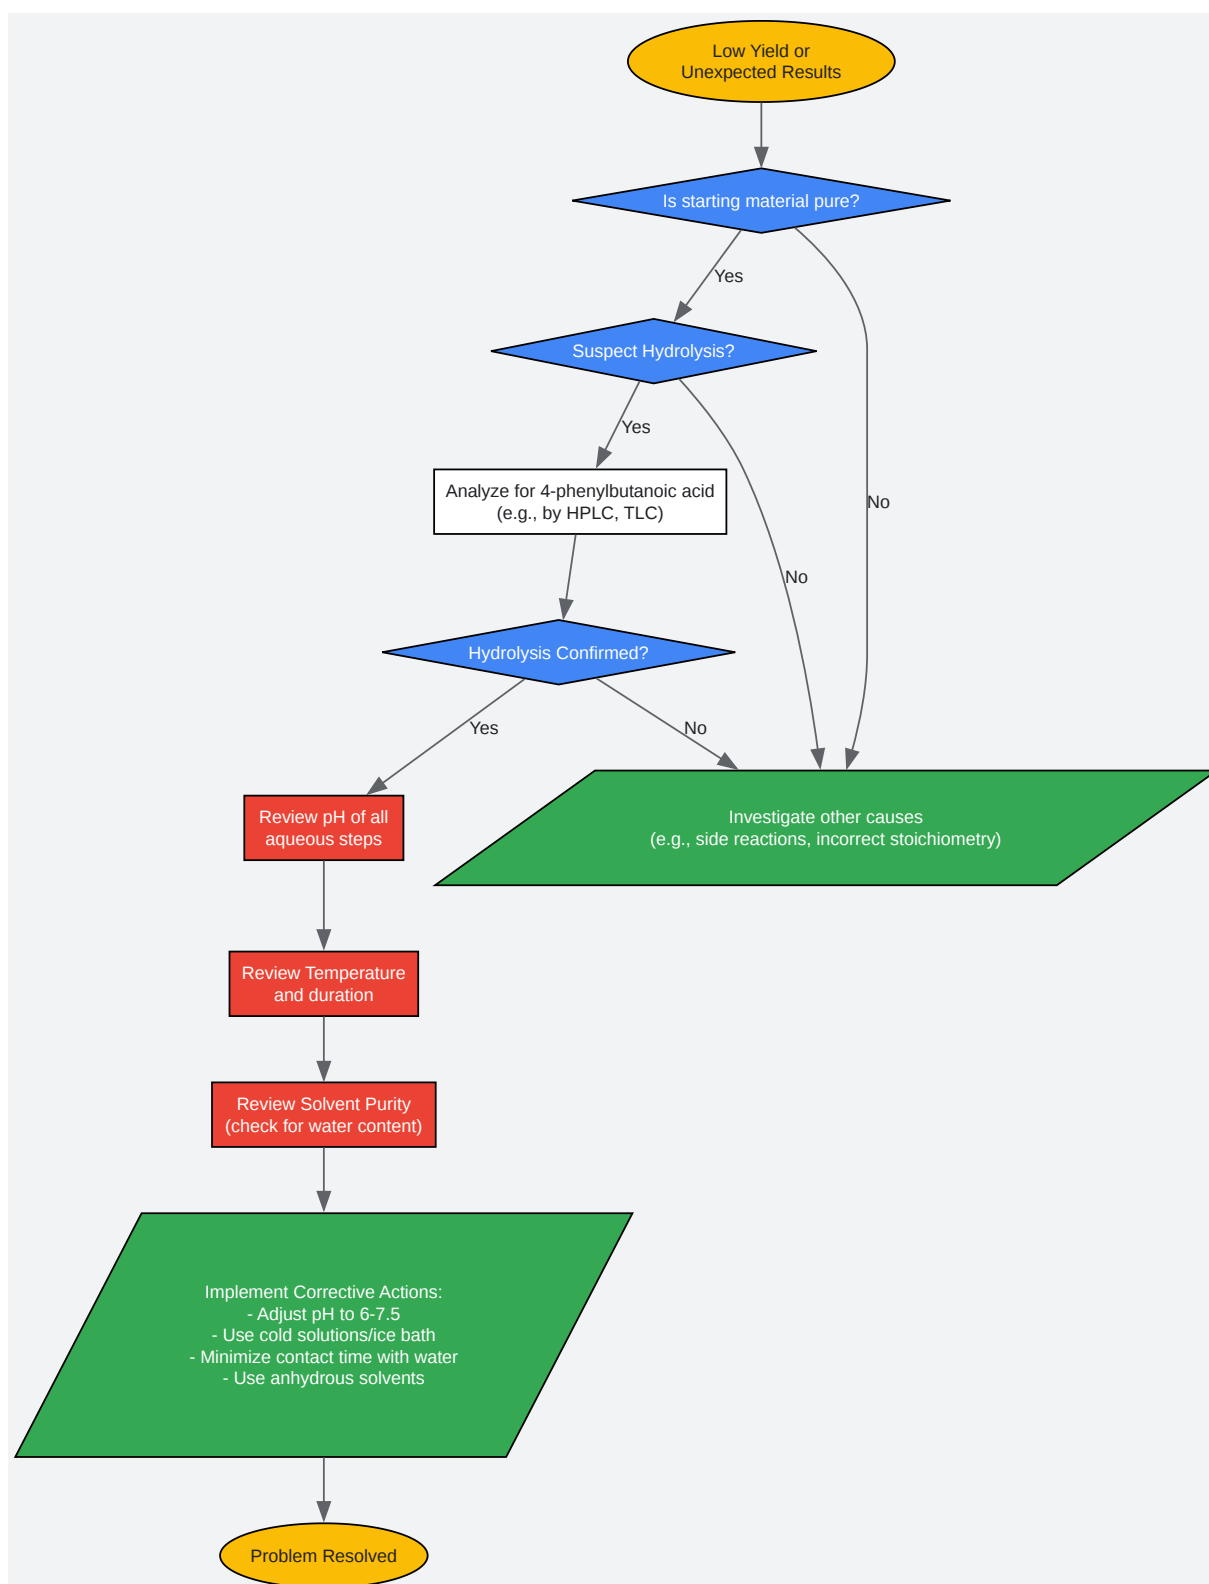 Low Yield or
Unexpected Results
Is starting material pure?
Yes
Suspect Hydrolysis?
Yes
Analyze for 4-phenylbutanoic acid
(e.g., by HPLC, TLC)
No
No
Hydrolysis Confirmed?
Yes
No
Review pH of all
aqueous steps
Investigate other causes
(e.g., side reactions, incorrect stoichiometry)
Review Temperature
and duration
Review Solvent Purity
(check for water content)
Implement Corrective Actions:
- Adjust pH to 6-7.5
- Use cold solutions/ice bath
- Minimize contact time with water
- Use anhydrous solvents
Problem Resolved